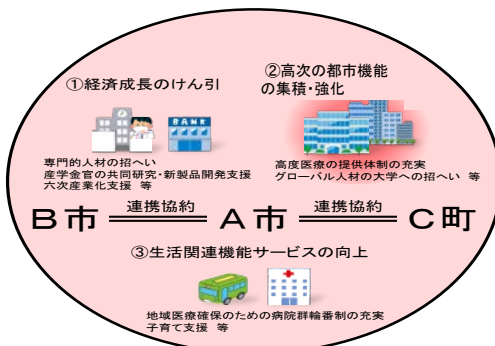 ①経済成長のけん引
②高次の都市機能
の集積・強化
BANK
専門的人材の招へい
産学金官の共同研究・新製品開発支援
六次産業化支援 等
高度医療の提供体制の充実
グローバル人材の大学への招へい 等
B市 連携協約 A市 連携協約 C町
③生活関連機能サービスの向上
地域医療確保のための病院群輪番制の充実
子育て支援 等